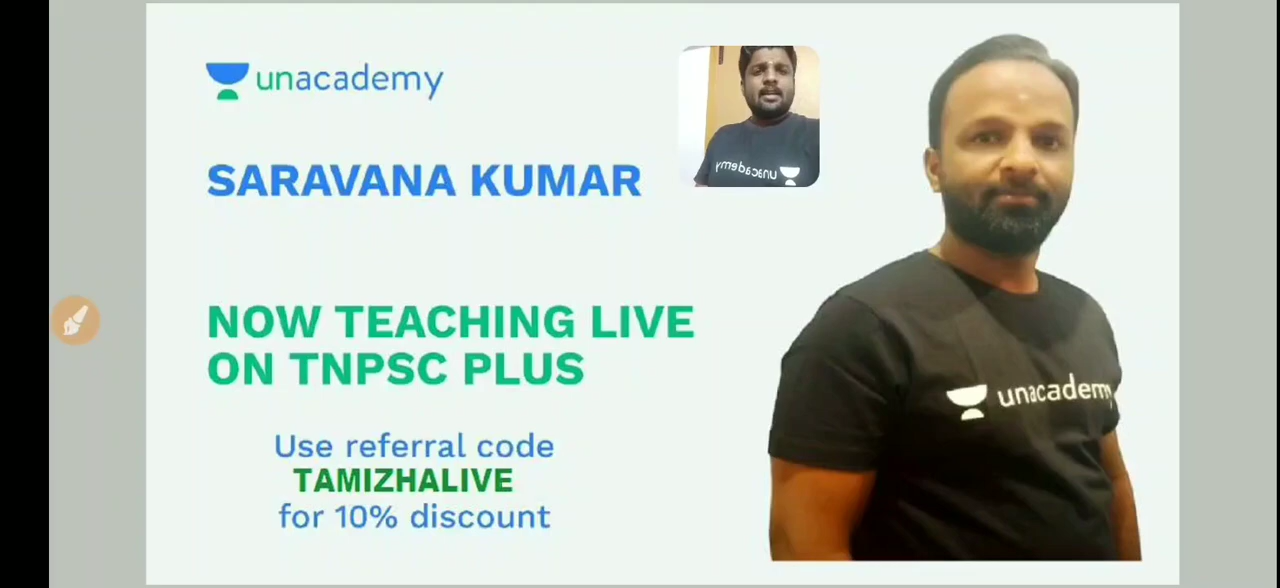 unacademy
SARAVANA KUMAR
unacademy
NOW TEACHING LIVE
ON TNPSC PLUS
unacademy
Use referral code
TAMIZHALIVE
for 10% discount